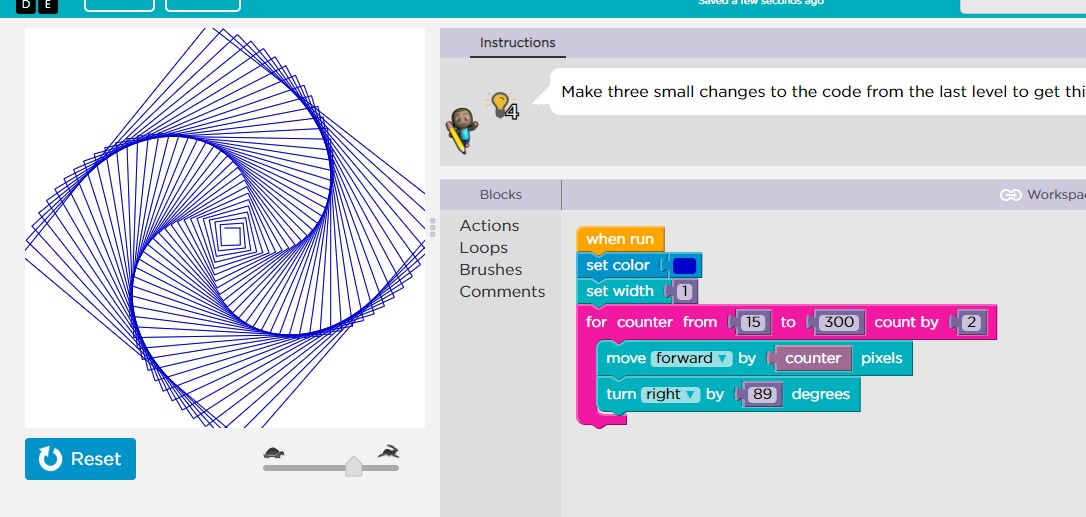 D E
Saved a few seconds ago
Instructions
4
Make three small changes to the code from the last level to get thi
Blocks
Workspa
Actions
Loops
Brushes
Comments
when run
set color
set width 1
for counter from 15 to 300 count by 2
move forward ▼ by counter pixels
turn right ▼ by 89 degrees
Reset